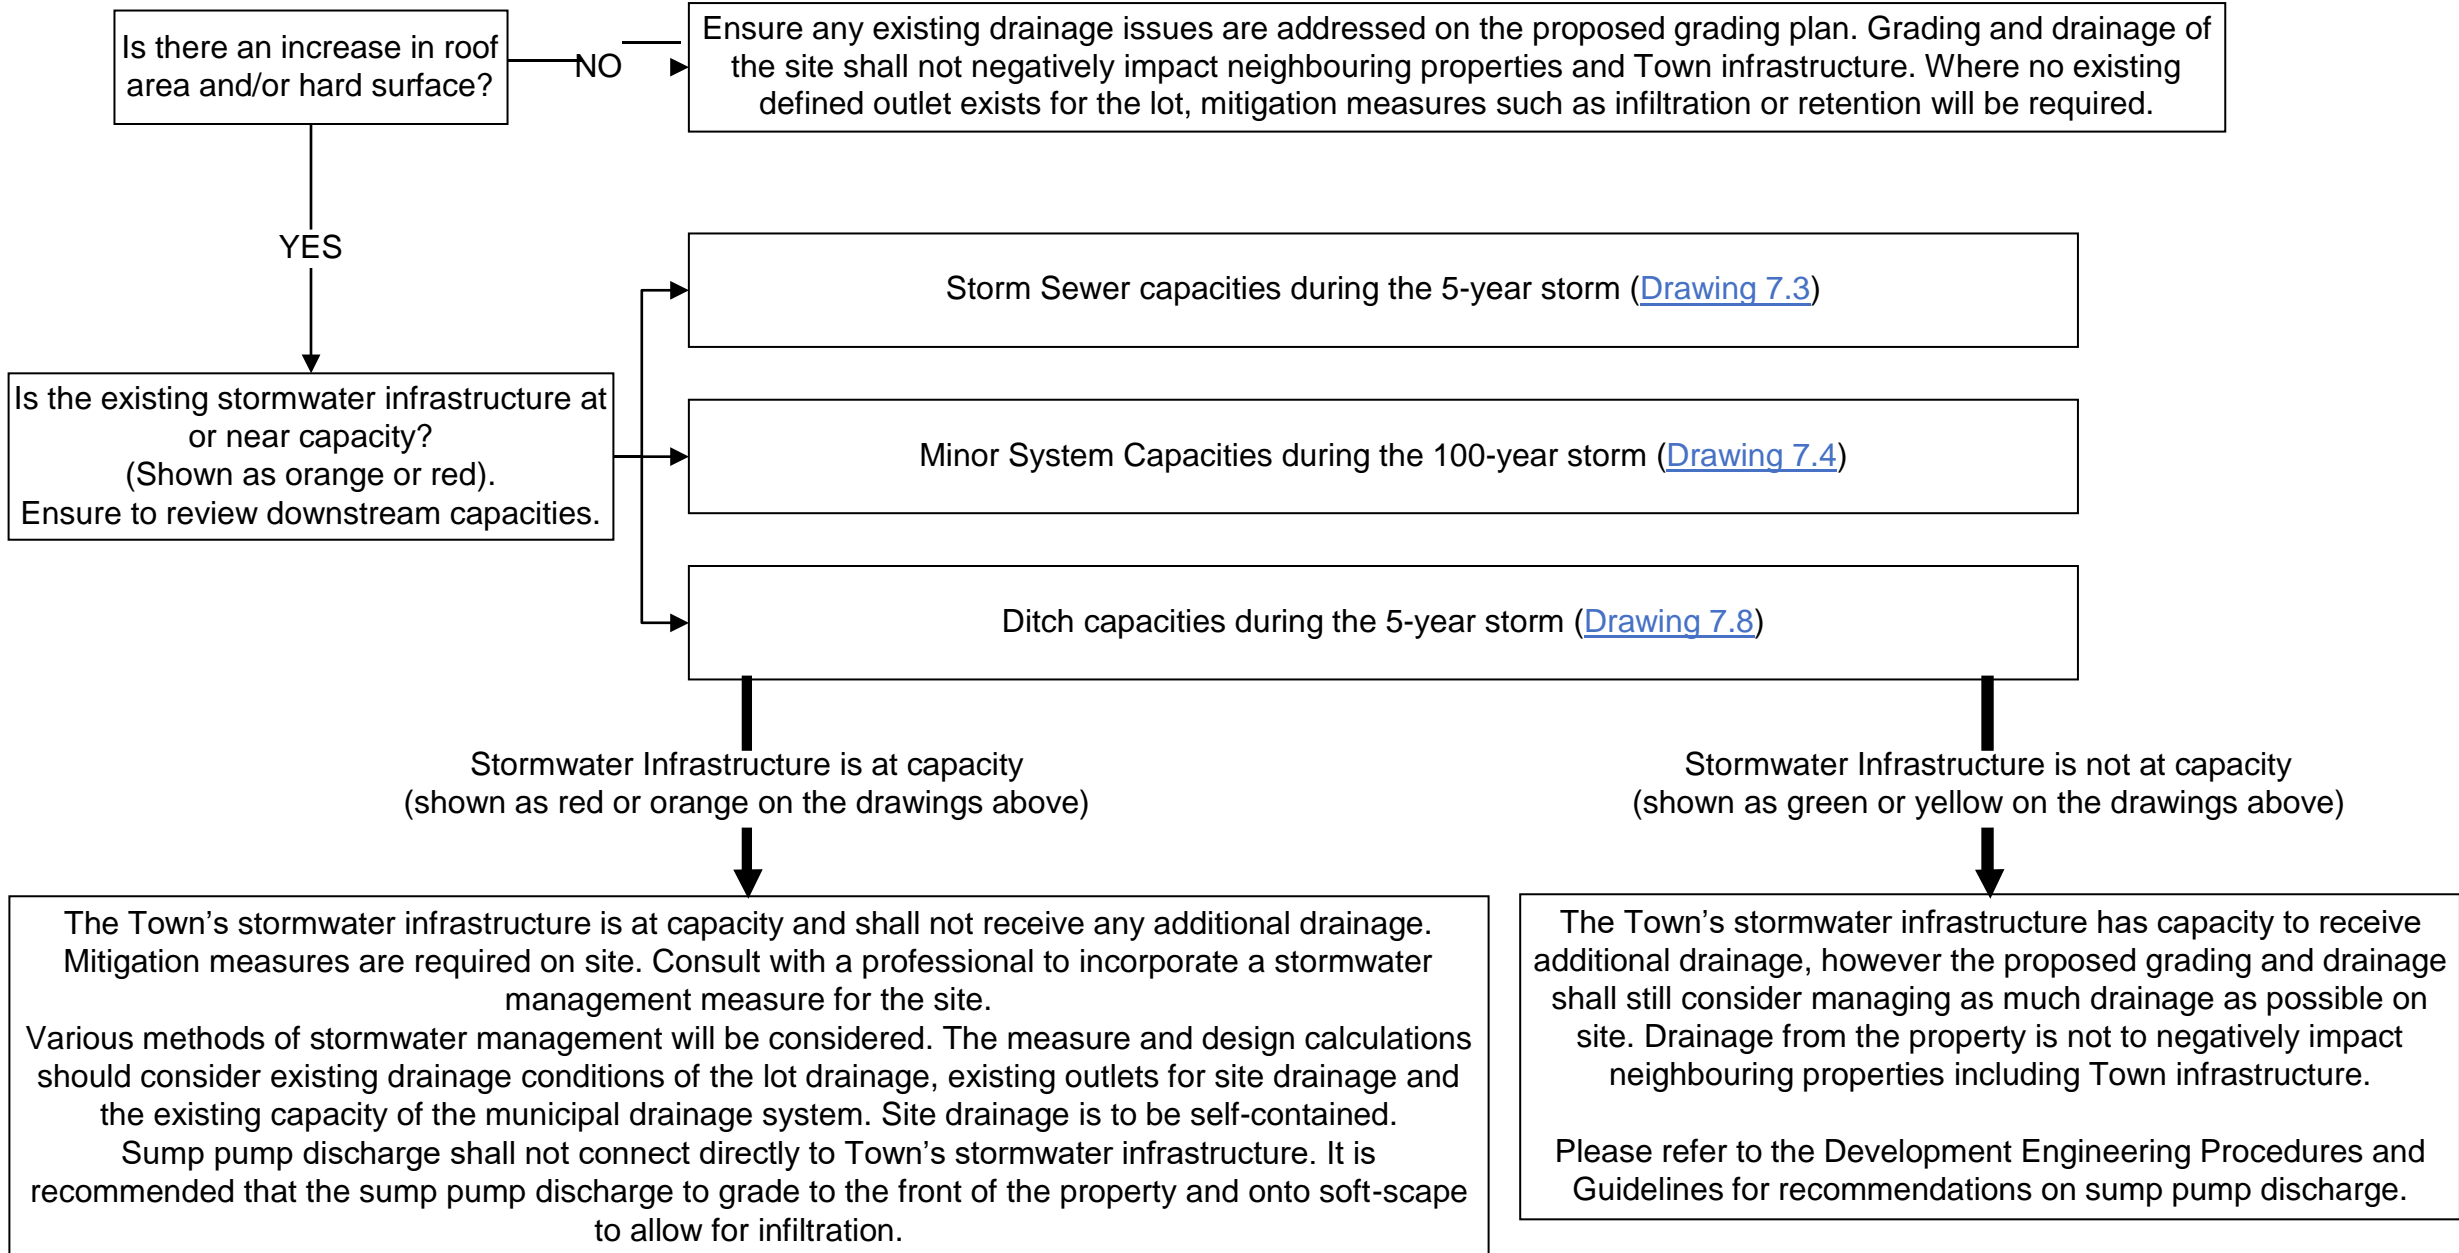 Is there an increase in roof
area and/or hard surface?
NO
Ensure any existing drainage issues are addressed on the proposed grading plan. Grading and drainage of
the site shall not negatively impact neighbouring properties and Town infrastructure. Where no existing
defined outlet exists for the lot, mitigation measures such as infiltration or retention will be required.
YES
Is the existing stormwater infrastructure at
or near capacity?
(Shown as orange or red).
Ensure to review downstream capacities.
Storm Sewer capacities during the 5-year storm (Drawing 7.3)
Minor System Capacities during the 100-year storm (Drawing 7.4)
Ditch capacities during the 5-year storm (Drawing 7.8)
Stormwater Infrastructure is at capacity
(shown as red or orange on the drawings above)
Stormwater Infrastructure is not at capacity
(shown as green or yellow on the drawings above)
The Town’s stormwater infrastructure is at capacity and shall not receive any additional drainage.
Mitigation measures are required on site. Consult with a professional to incorporate a stormwater
management measure for the site.
Various methods of stormwater management will be considered. The measure and design calculations
should consider existing drainage conditions of the lot drainage, existing outlets for site drainage and
the existing capacity of the municipal drainage system. Site drainage is to be self-contained.
Sump pump discharge shall not connect directly to Town’s stormwater infrastructure. It is
recommended that the sump pump discharge to grade to the front of the property and onto soft-scape
to allow for infiltration.
The Town’s stormwater infrastructure has capacity to receive
additional drainage, however the proposed grading and drainage
shall still consider managing as much drainage as possible on
site. Drainage from the property is not to negatively impact
neighbouring properties including Town infrastructure.
Please refer to the Development Engineering Procedures and
Guidelines for recommendations on sump pump discharge.